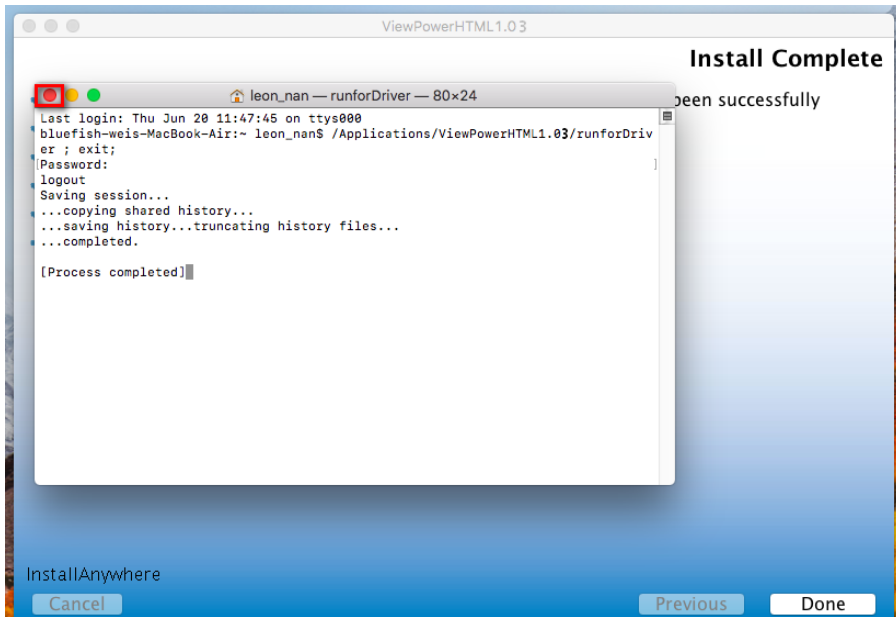 ViewPowerHTML1.03
Install Complete
been successfully
leon_nan — runforDriver — 80×24
Last login: Thu Jun 20 11:47:45 on ttys000
bluefish-weis-MacBook-Air:~ leon_nan$ /Applications/ViewPowerHTML1.03/runforDriv
er ; exit;
[Password: ]
logout
Saving session...
...copying shared history...
...saving history...truncating history files...
...completed.
[Process completed]
InstallAnywhere
Cancel
Previous
Done